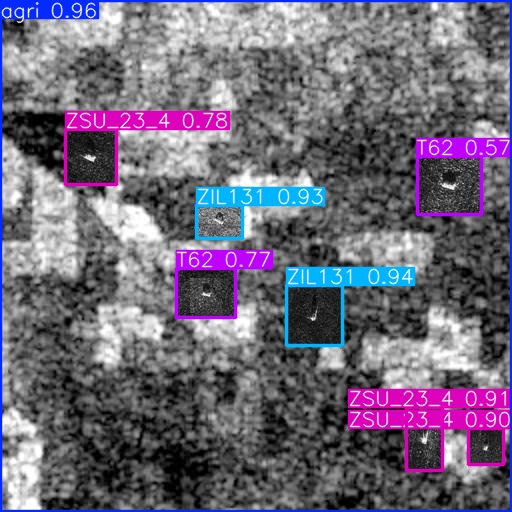 agri 0.96
ZSU_23_4 0.78
T62 0.57
ZIL131 0.93
T62 0.77
ZIL131 0.94
ZSU_23_4 0.91
ZSU_23_4 0.90